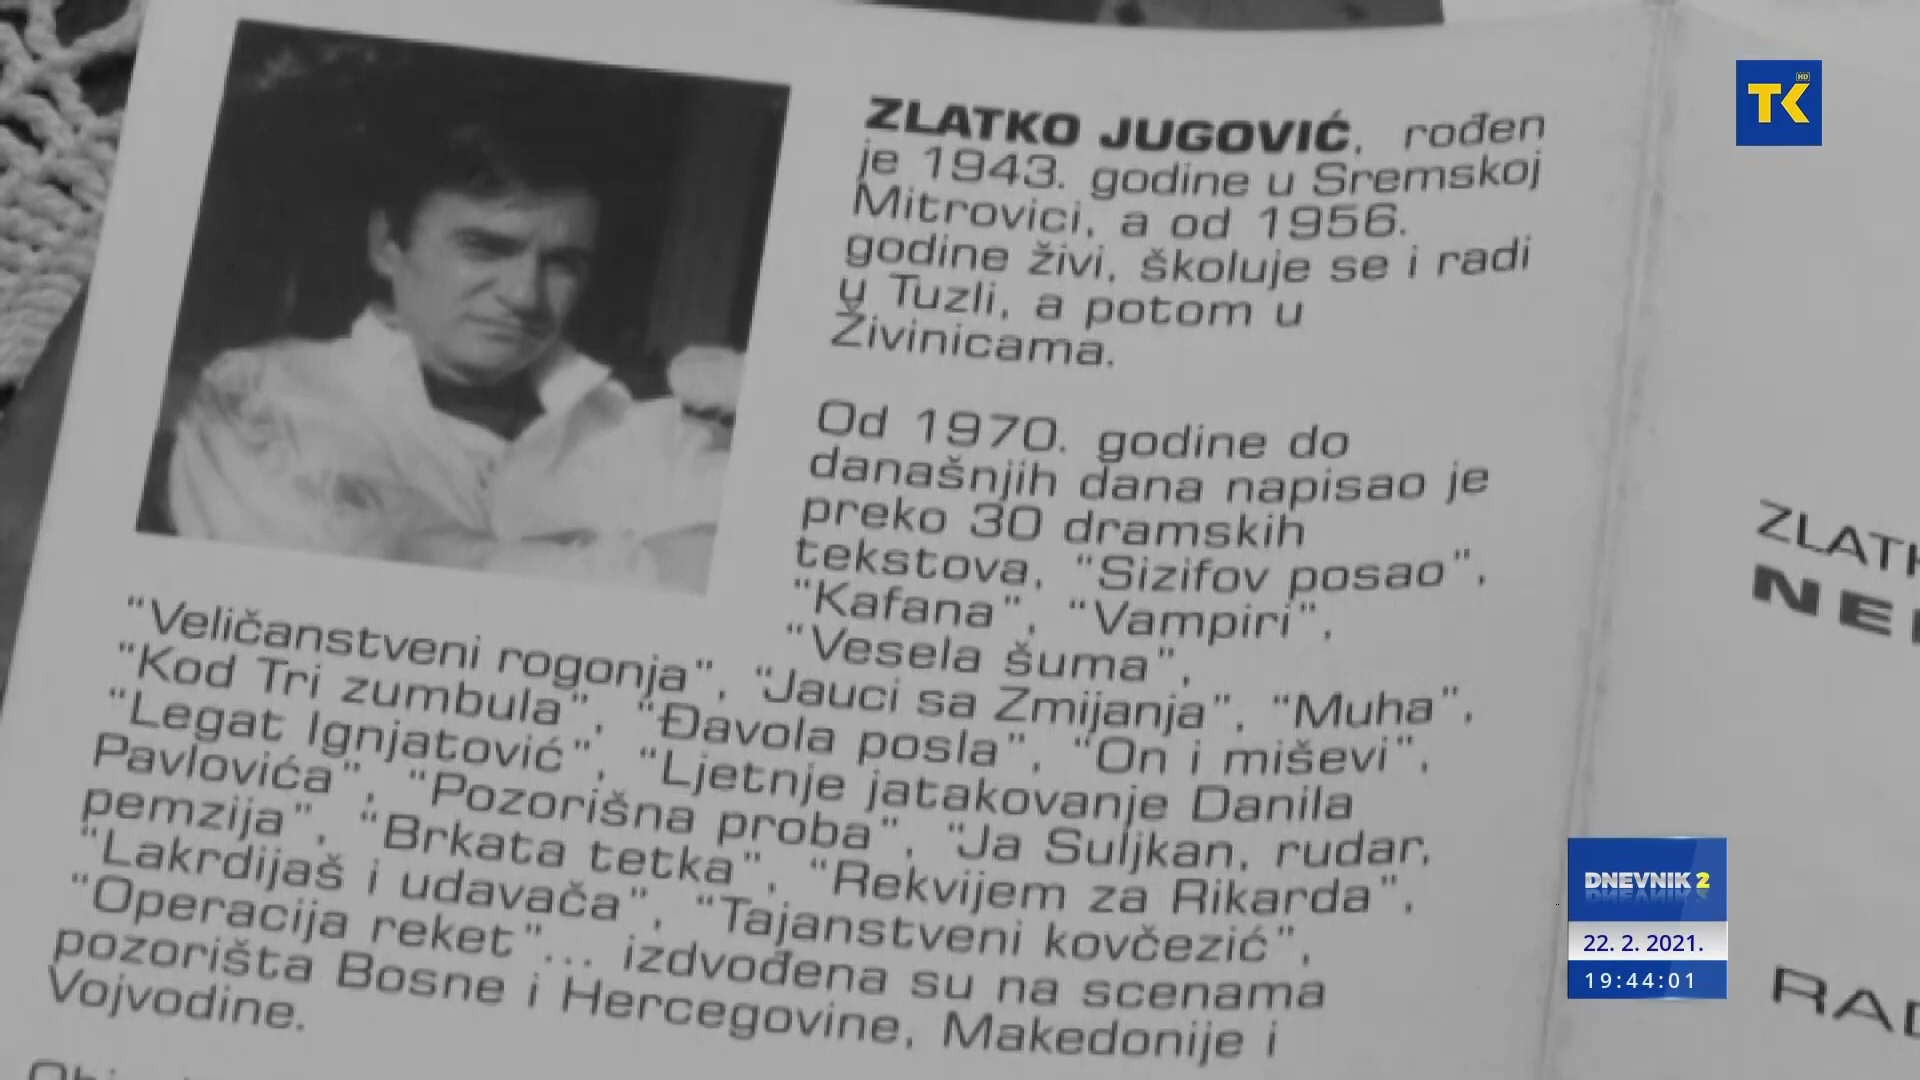 ZLATKO JUGOVIĆ, rođen
je 1943. godine u Sremskoj
Mitrovici, a od 1956.
godine živi, školuje se i radi
u Tuzli, a potom u
Živinicama.
Od 1970. godine do
današnjih dana napisao je
preko 30 dramskih
tekstova, "Sizifov posao",
"Kafana", "Vampiri",
"Vesela šuma",
"Veličanstveni rogonja", "Jauci sa Zmijanja", "Muha",
"Kod Tri zumbula", "Đavola posla", "On i miševi",
"Legat Ignjatović", "Ljetnje jatakovanje Danila
Pavlovića", "Pozorišna proba", "Ja Suljkan, rudar,
pemzija", "Brkata tetka", "Rekvijem za Rikarda",
"Lakrdijaš i udavača", "Tajanstveni kovčezić",
"Operacija reket"... izdvođena su na scenama
pozorišta Bosne i Hercegovine, Makedonije i
Vojvodine.
TK HD
DNEVNIK 2
22. 2. 2021.
19:44:01